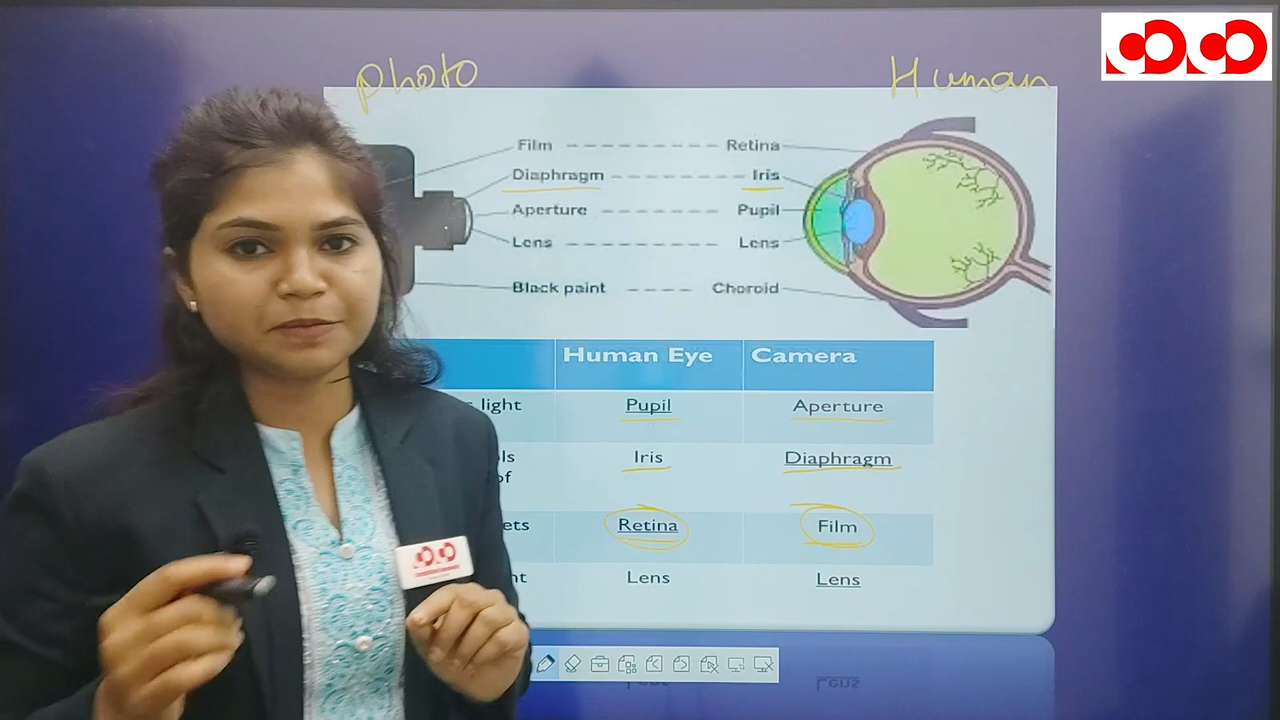 Photo Human
Film Retina
Diaphragm Iris
Aperture Pupil
Lens Lens
Black paint Choroid
Human Eye Camera
light Pupil Aperture
Iris Diaphragm
Retina Film
Lens Lens